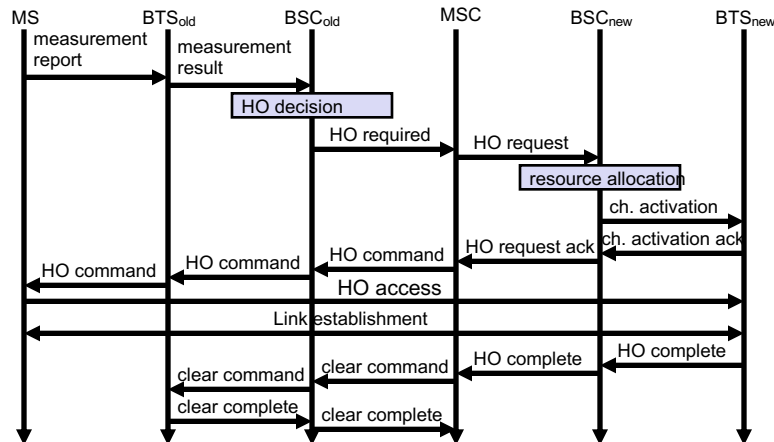 MS BTSold BSCold MSC BSCnew BTSnew
measurement report
measurement result
HO decision
HO required
HO request
resource allocation
ch. activation
ch. activation ack
HO request ack
HO command
HO command
HO command
HO access
Link establishment
HO complete
HO complete
clear command
clear command
clear complete
clear complete